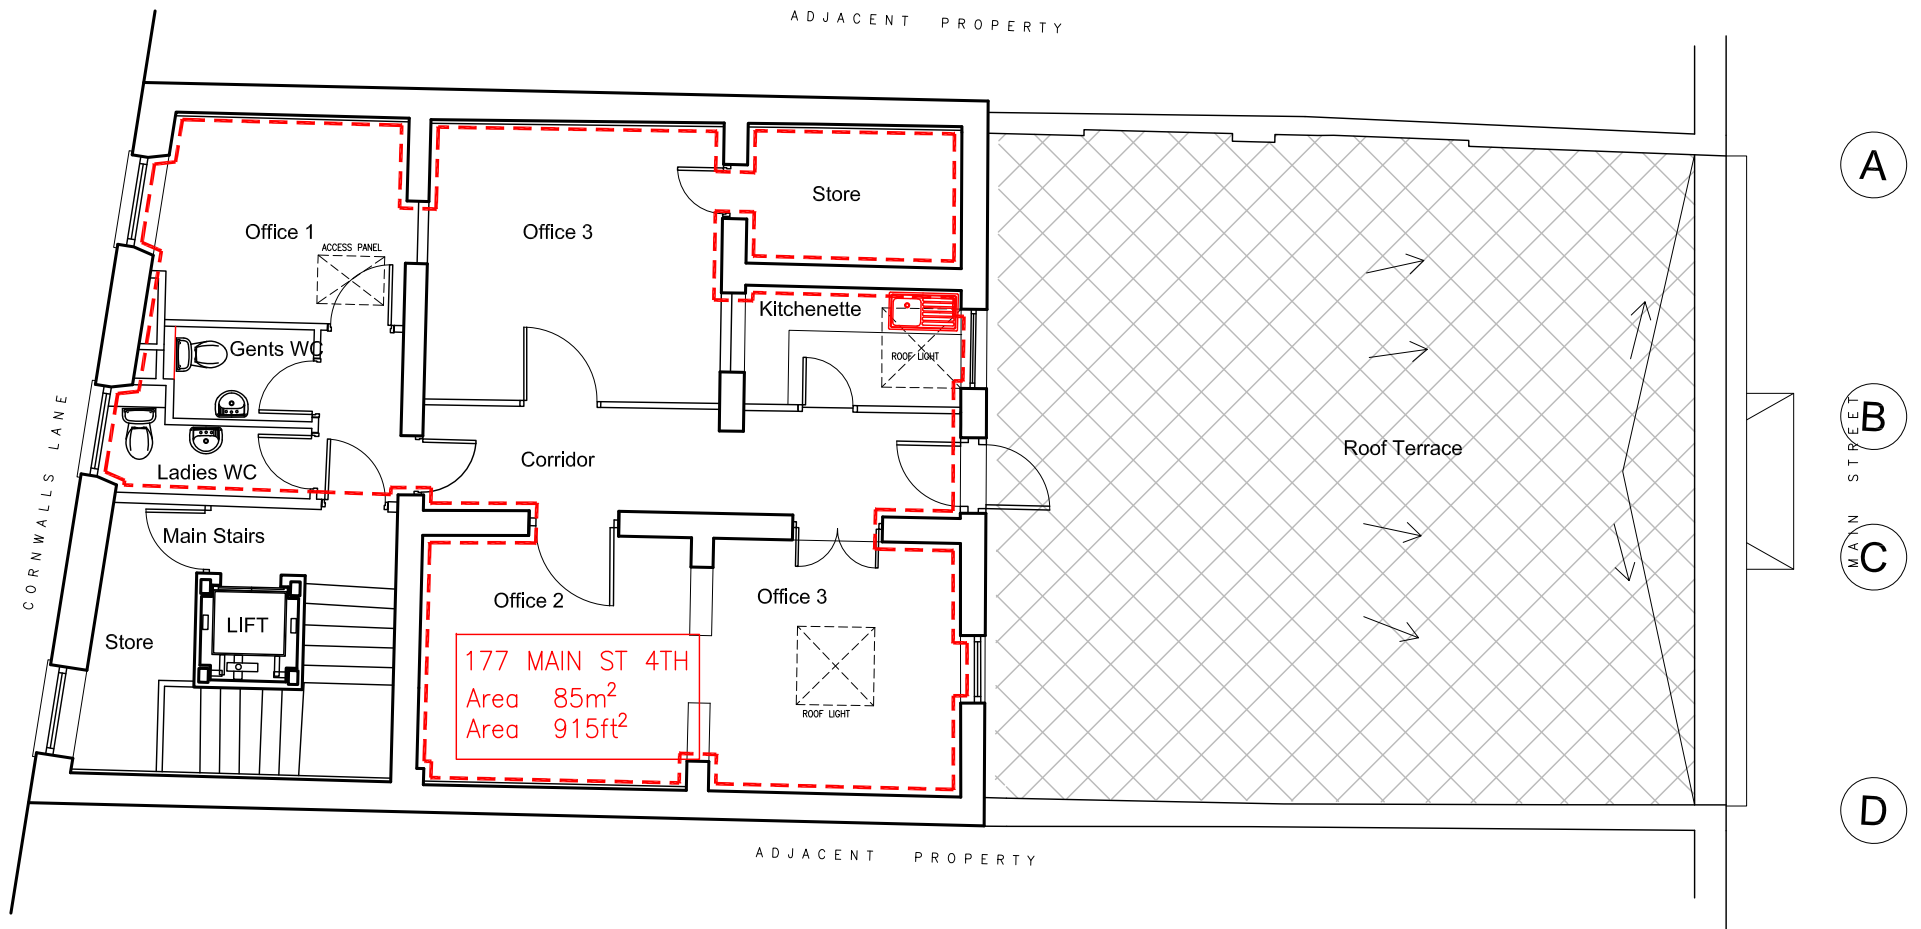 ADJACENT PROPERTY
A
Store
Office 1
Office 3
ACCESS PANEL
Kitchenette
Gents WC
ROOF LIGHT
CORNWALLS LANE
MAIN STREET
B
Roof Terrace
Corridor
Ladies WC
Main Stairs
C
Office 2
Office 3
LIFT
Store
177 MAIN ST 4TH
Area 85m²
Area 915ft²
ROOF LIGHT
D
ADJACENT PROPERTY